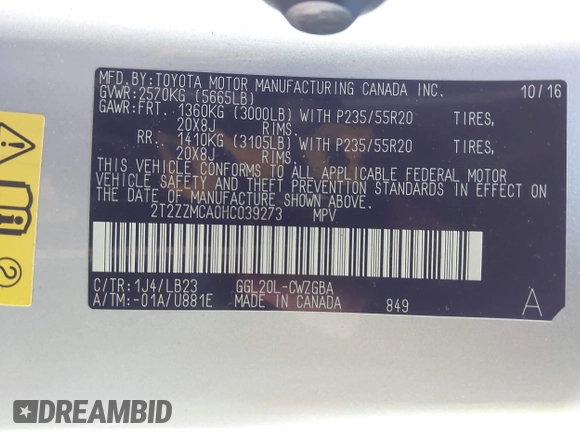 MFD.BY:TOYOTA MOTOR MANUFACTURING CANADA INC. 10/16
GVWR:2570KG (5665LB)
GAWR:FRT. 1360KG (3000LB) WITH P235/55R20 TIRES,
20X8J RIMS.
RR. 1410KG (3105LB) WITH P235/55R20 TIRES,
20X8J RIMS.
THIS VEHICLE CONFORMS TO ALL APPLICABLE FEDERAL MOTOR
VEHICLE SAFETY AND BUMPER STANDARDS IN EFFECT ON
THE DATE OF MANUFACTURE SHOWN ABOVE.
2T2ZZMCA0HC039273 MPV
C/TR:1J4/LB23 GGL20L-CWZGBA
A/TM:-01A/U881E MADE IN CANADA 849 A
2
DREAMBID